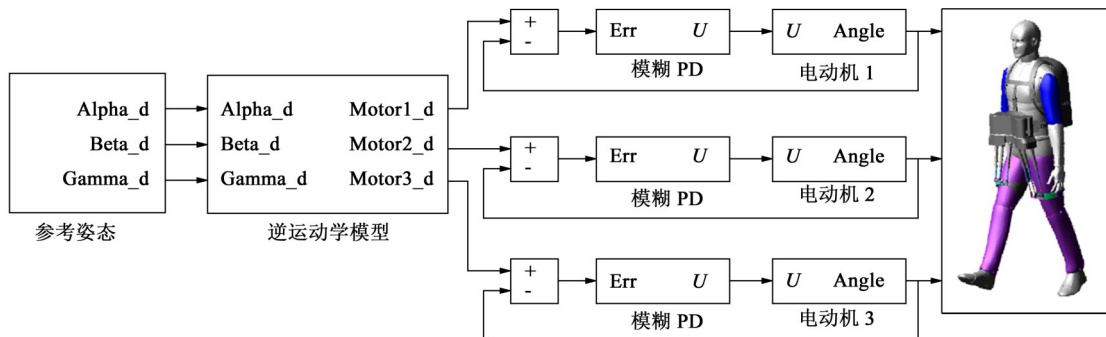 +
-
Err U
模糊 PD
U Angle
电动机 1
Alpha_d
Beta_d
Gamma_d
参考姿态
Alpha_d Motor1_d
Beta_d Motor2_d
Gamma_d Motor3_d
逆运动学模型
+
-
Err U
模糊 PD
U Angle
电动机 2
+
-
Err U
模糊 PD
U Angle
电动机 3